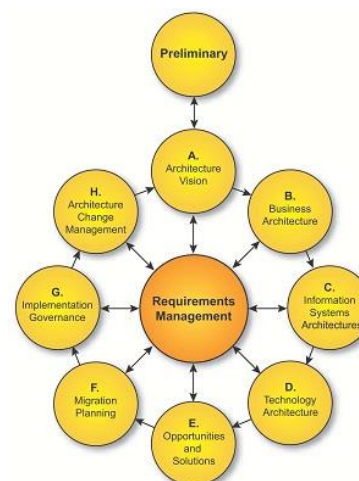 Preliminary
A.
Architecture
Vision
B.
Business
Architecture
C.
Information
Systems
Architectures
D.
Technology
Architecture
E.
Opportunities
and
Solutions
F.
Migration
Planning
G.
Implementation
Governance
H.
Architecture
Change
Management
Requirements
Management